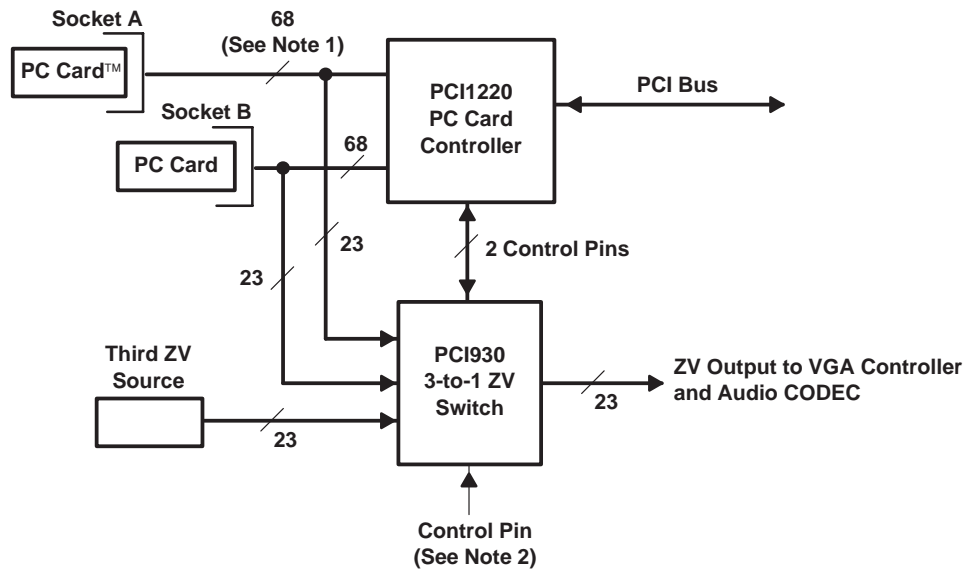 Socket A
68
(See Note 1)
PC Card™
PCI1220
PC Card
Controller
PCI Bus
Socket B
PC Card
68
23
23
2 Control Pins
Third ZV
Source
PCI930
3-to-1 ZV
Switch
ZV Output to VGA Controller
and Audio CODEC
23
23
Control Pin
(See Note 2)